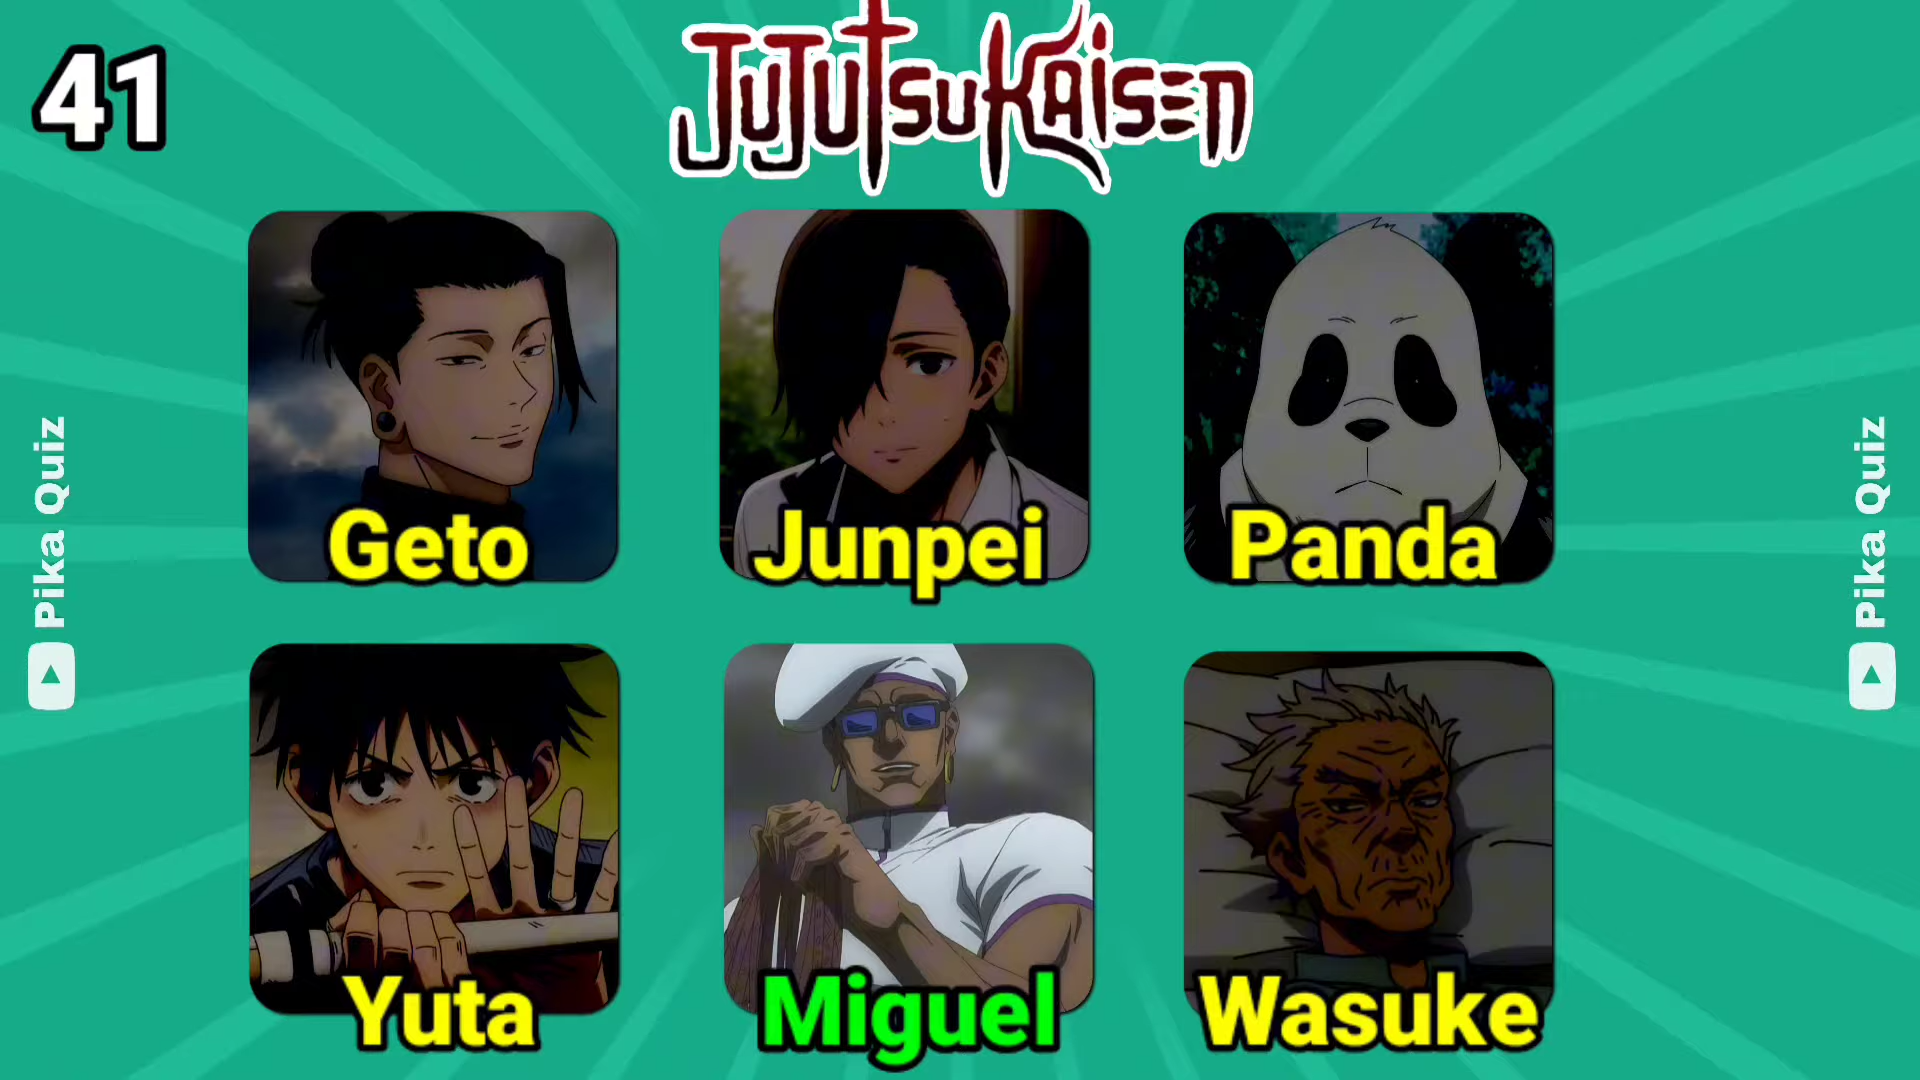 41
JUJUTSU KAISEN
Geto
Junpei
Panda
Pika Quiz
Pika Quiz
Yuta
Miguel
Wasuke